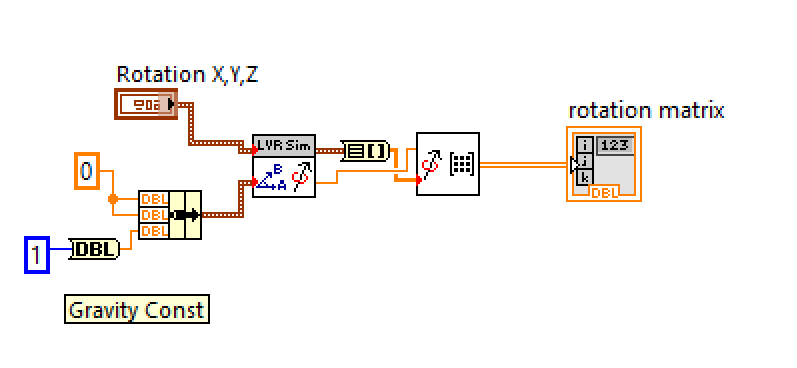 Rotation X,Y,Z
rotation matrix
LVR Sim
123
i
j
k
DBL
B
A
0
DBL
DBL
DBL
1
DBL
Gravity Const